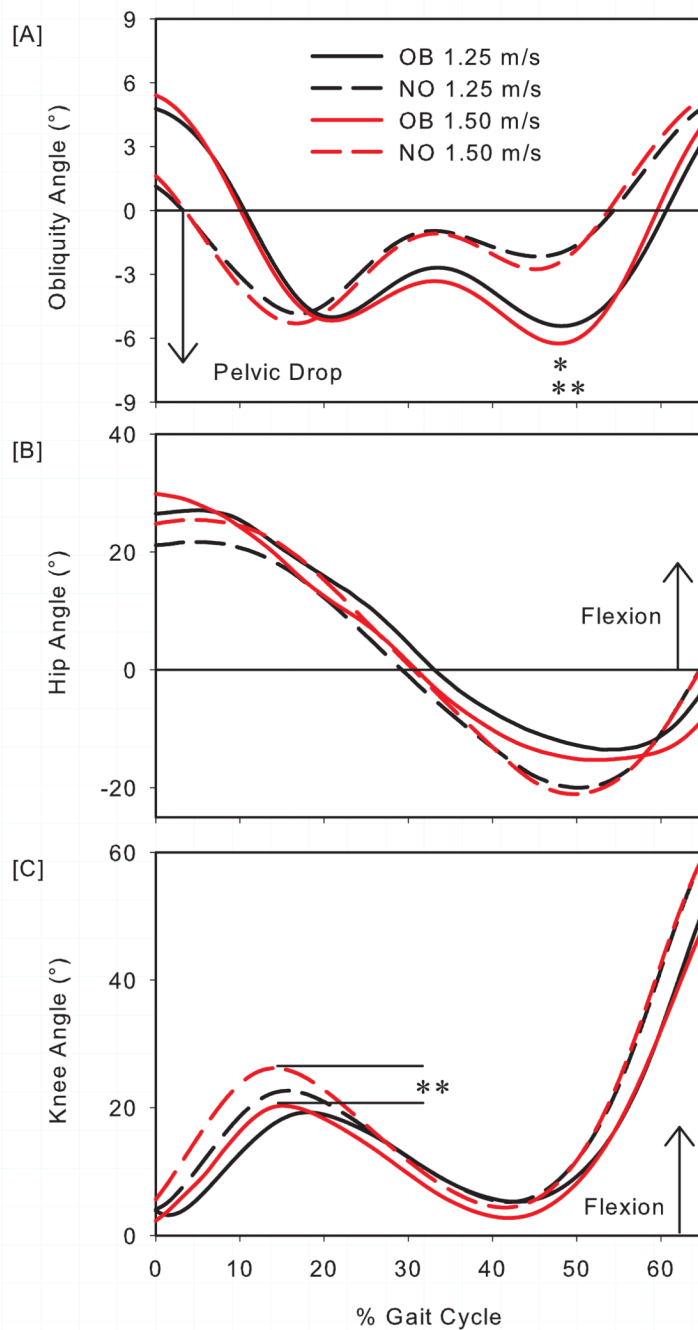 [A]
9
6
3
0
-3
-6
-9
Obliquity Angle (°)
OB 1.25 m/s
NO 1.25 m/s
OB 1.50 m/s
NO 1.50 m/s
Pelvic Drop
*
**
[B]
40
20
0
-20
Hip Angle (°)
Flexion
[C]
60
40
20
0
Knee Angle (°)
**
Flexion
0 10 20 30 40 50 60
% Gait Cycle